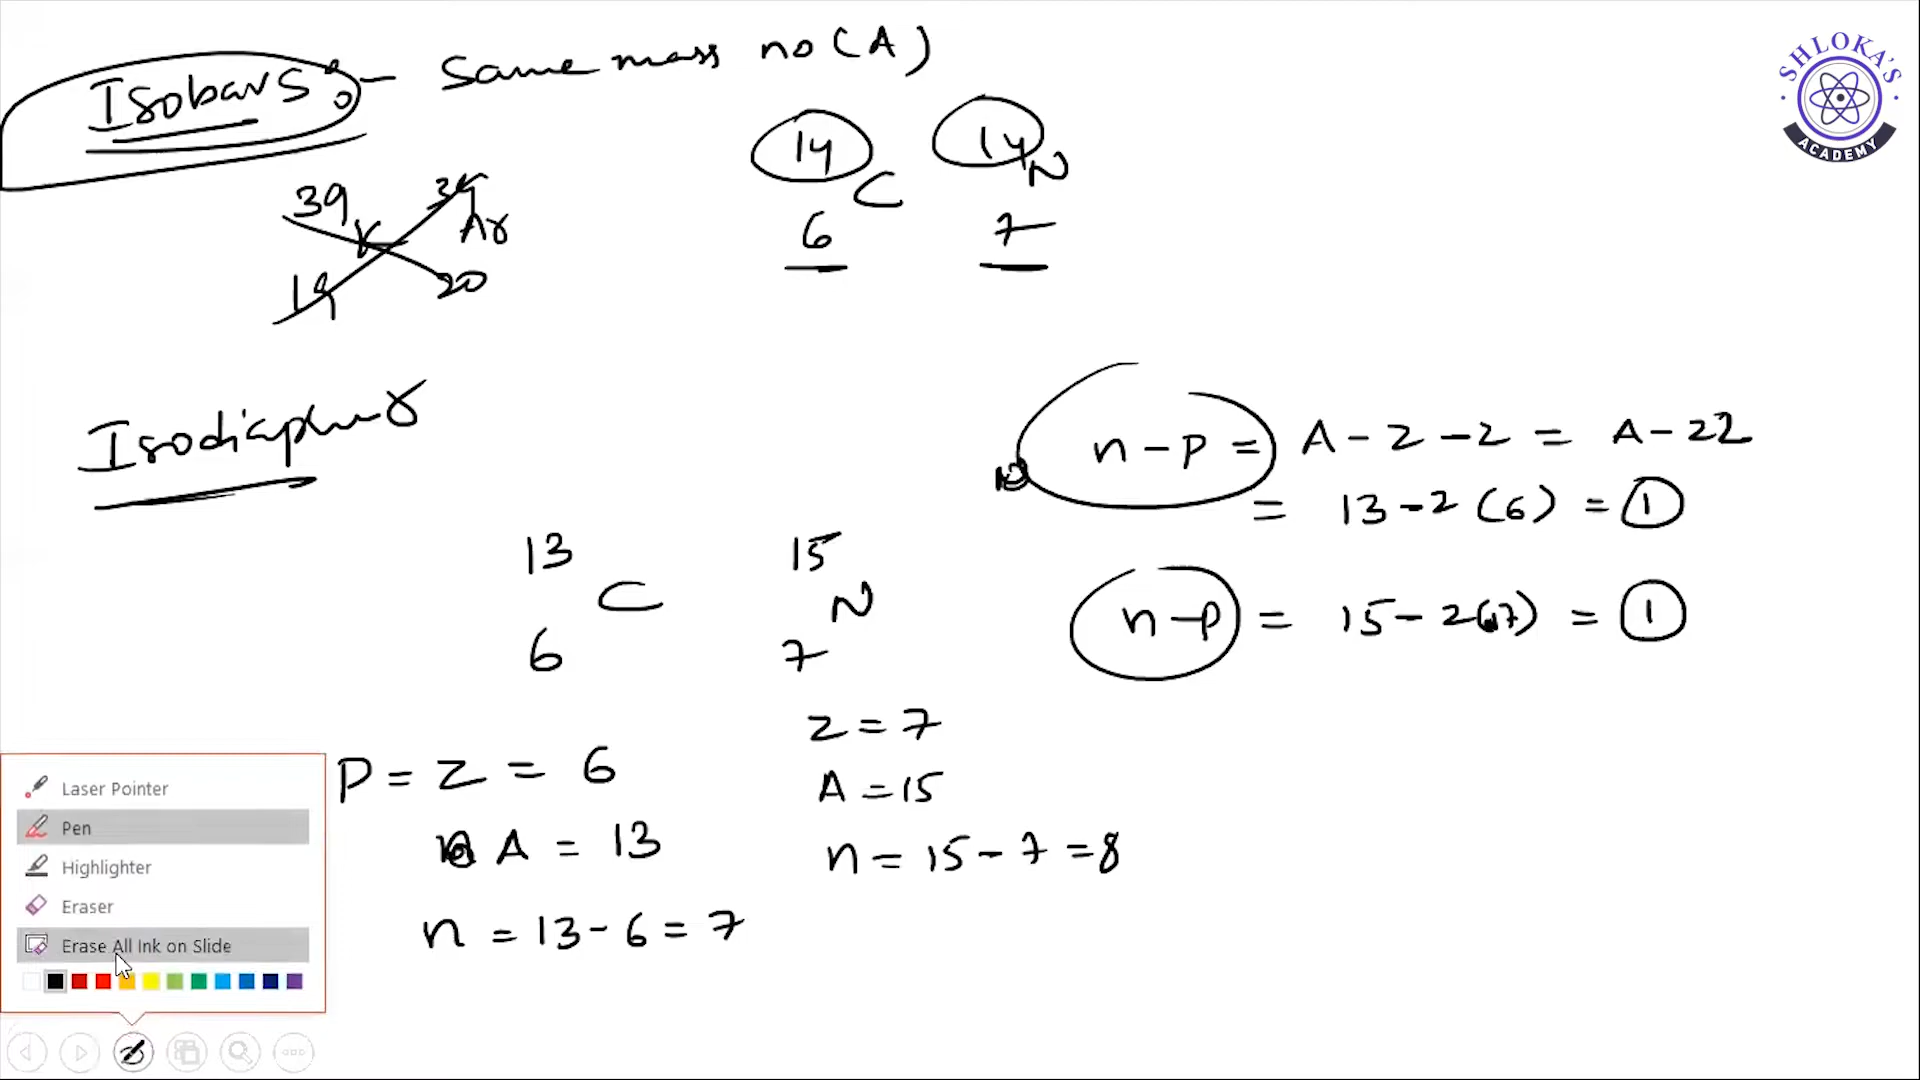 Isobars :- Same mass no (A)
SHLOKA'S
ACADEMY
14 C 6
14 N 7
39 K 19
39 Ar 20
Isodiapher
n - p = A - Z - Z = A - 2Z
= 13 - 2 (6) = 1
n - p = 15 - 2(7) = 1
13 C 6
15 N 7
Z = 7
A = 15
n = 15 - 7 = 8
P = Z = 6
A = 13
n = 13 - 6 = 7
Laser Pointer
Pen
Highlighter
Eraser
Erase All Ink on Slide